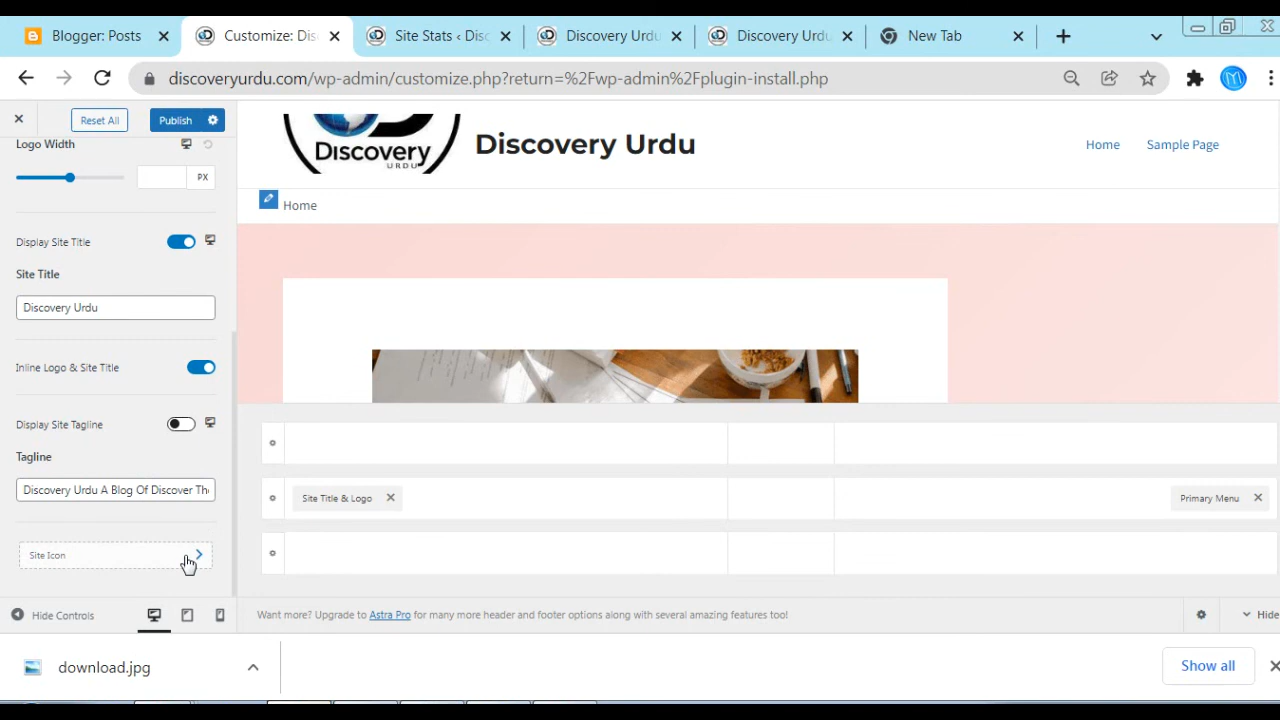 Blogger: Posts
Customize: Dis
Site Stats ‹ Disc
Discovery Urdu
Discovery Urdu
New Tab
discoveryurdu.com/wp-admin/customize.php?return=%2Fwp-admin%2Fplugin-install.php
Reset All
Publish
Logo Width
PX
Display Site Title
Site Title
Discovery Urdu
Inline Logo & Site Title
Display Site Tagline
Tagline
Discovery Urdu A Blog Of Discover The
Site Icon
Hide Controls
Discovery
URDU
Discovery Urdu
Home
Sample Page
Home
Site Title & Logo
Primary Menu
Want more? Upgrade to Astra Pro for many more header and footer options along with several amazing features too!
Hide
download.jpg
Show all